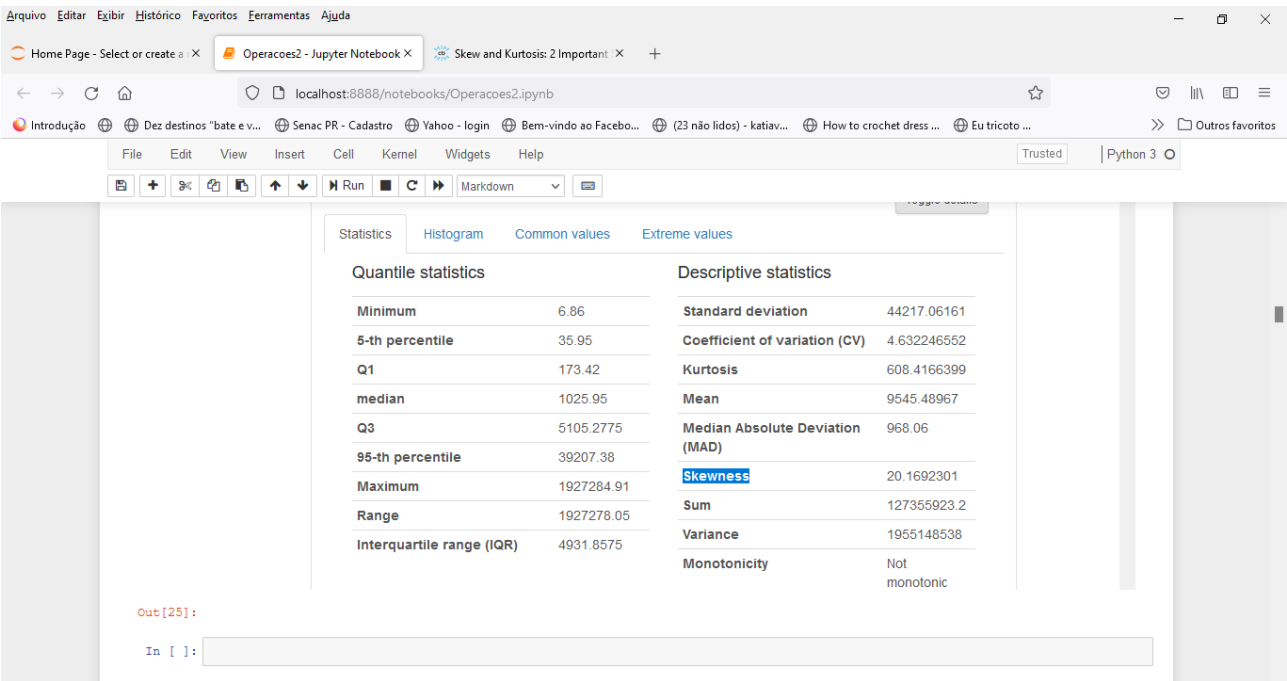 Arquivo Editar Exibir Histórico Favoritos Ferramentas Ajuda
Home Page - Select or create a Operacoes2 - Jupyter Notebook Skew and Kurtosis: 2 Important
localhost:8888/notebooks/Operacoes2.ipynb
Introdução Dez destinos "bate e v... Senac PR - Cadastro Yahoo - login Bem-vindo ao Facebo... (23 não lidos) - katiav... How to crochet dress ... Eu tricoto ... Outros favoritos
File Edit View Insert Cell Kernel Widgets Help Trusted Python 3
Run Markdown
Toggle details
Statistics Histogram Common values Extreme values
Quantile statistics
Minimum 6.86
5-th percentile 35.95
Q1 173.42
median 1025.95
Q3 5105.2775
95-th percentile 39207.38
Maximum 1927284.91
Range 1927278.05
Interquartile range (IQR) 4931.8575
Descriptive statistics
Standard deviation 44217.06161
Coefficient of variation (CV) 4.632246552
Kurtosis 608.4166399
Mean 9545.48967
Median Absolute Deviation 968.06
(MAD)
Skewness 20.1692301
Sum 127355923.2
Variance 1955148538
Monotonicity Not
monotonic
Out[25]:
In [ ]: